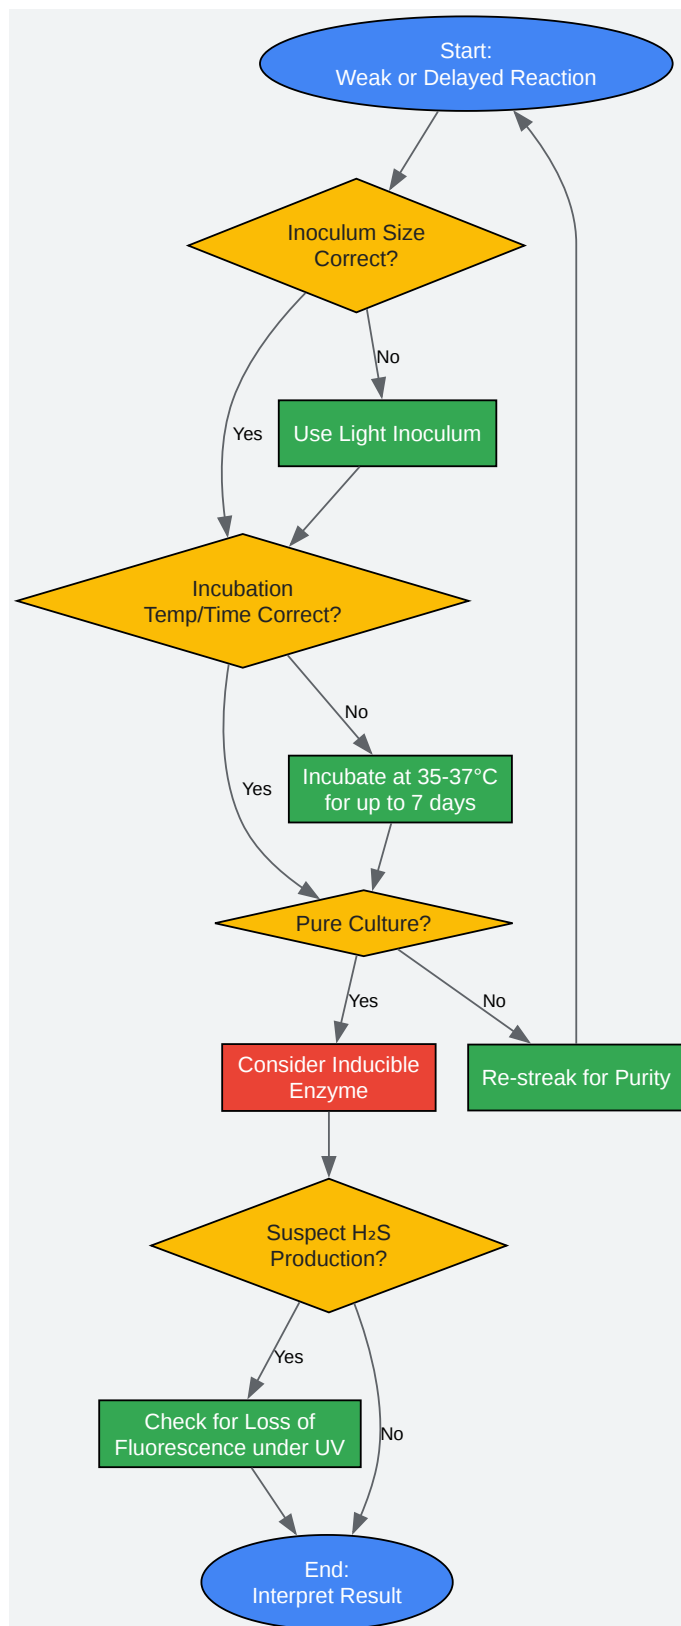 Start:
Weak or Delayed Reaction
Inoculum Size
Correct?
No
Yes
Use Light Inoculum
Incubation
Temp/Time Correct?
No
Yes
Incubate at 35-37°C
for up to 7 days
Pure Culture?
Yes
No
Consider Inducible
Enzyme
Re-streak for Purity
Suspect H₂S
Production?
Yes
Check for Loss of
Fluorescence under UV
No
End:
Interpret Result